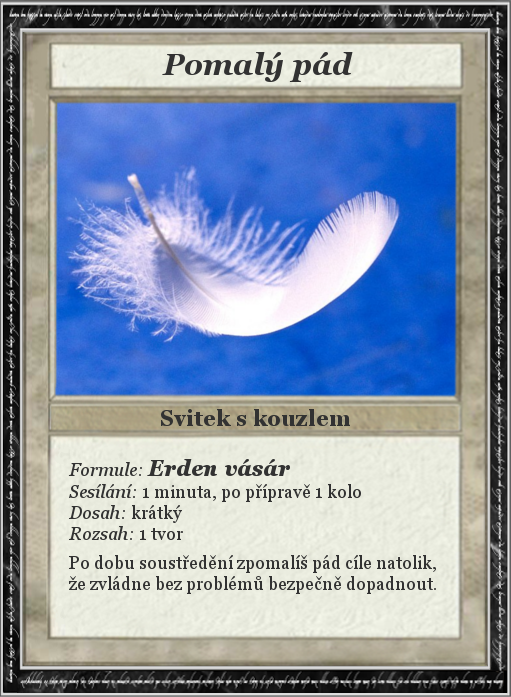 Pomalý pád
Svitek s kouzlem
Formule: Erden vásár
Sesílání: 1 minuta, po přípravě 1 kolo
Dosah: krátký
Rozsah: 1 tvor
Po dobu soustředění zpomalíš pád cíle natolik,
že zvládne bez problémů bezpečně dopadnout.